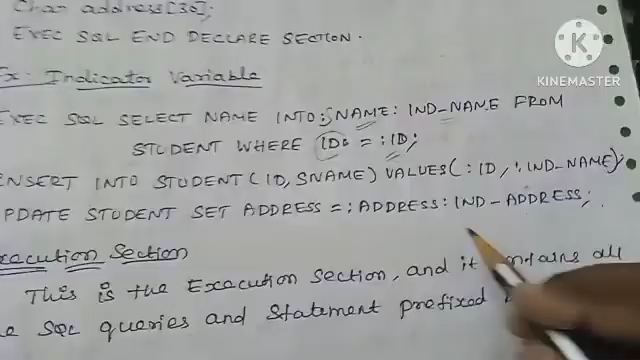 Char address[30];
EXEC SQL END DECLARE SECTION.
Ex: Indicator Variable
EXEC SQL SELECT NAME INTO :SNAME: IND-NAME FROM
STUDENT WHERE ID = :ID;
INSERT INTO STUDENT(ID, SNAME) VALUES(:ID, :IND-NAME);
UPDATE STUDENT SET ADDRESS = :ADDRESS:IND-ADDRESS;
Execution Section
This is the Execution section, and it contains all
the SQL queries and statement prefixed
KINEMASTER